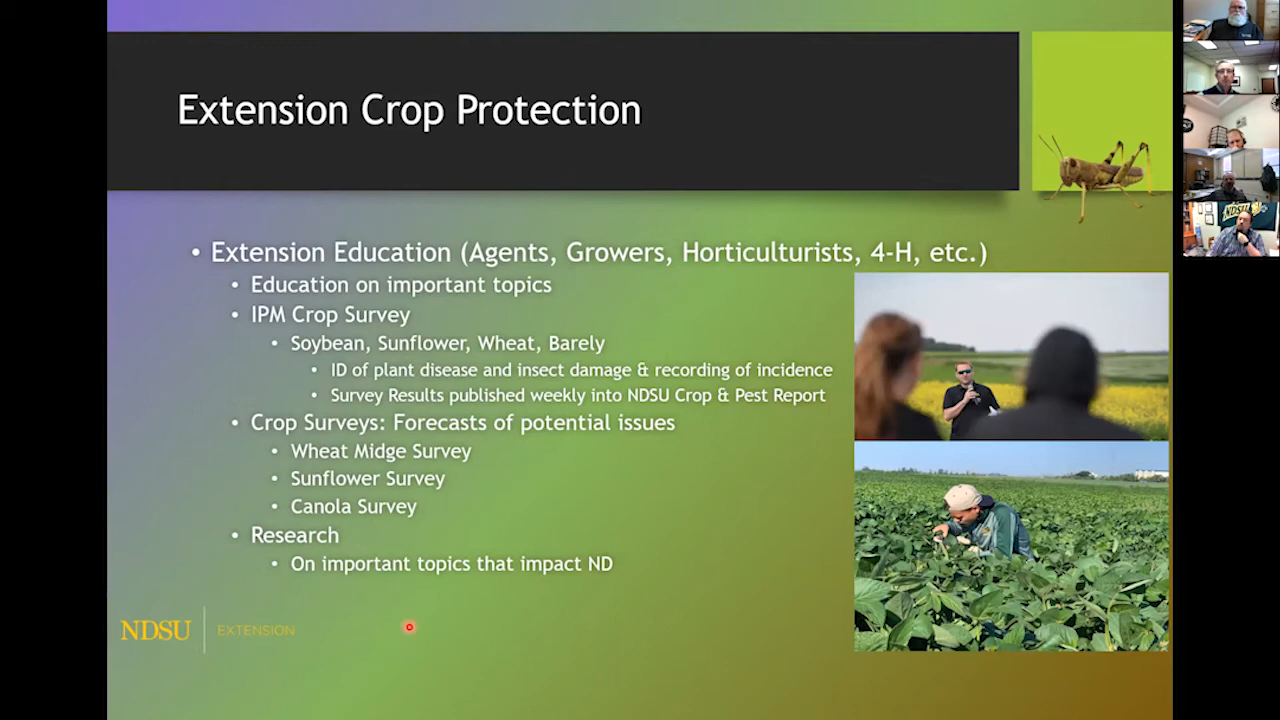 Extension Crop Protection
• Extension Education (Agents, Growers, Horticulturists, 4-H, etc.)
• Education on important topics
• IPM Crop Survey
• Soybean, Sunflower, Wheat, Barely
• ID of plant disease and insect damage & recording of incidence
• Survey Results published weekly into NDSU Crop & Pest Report
• Crop Surveys: Forecasts of potential issues
• Wheat Midge Survey
• Sunflower Survey
• Canola Survey
• Research
• On important topics that impact ND
NDSU EXTENSION
NDSU